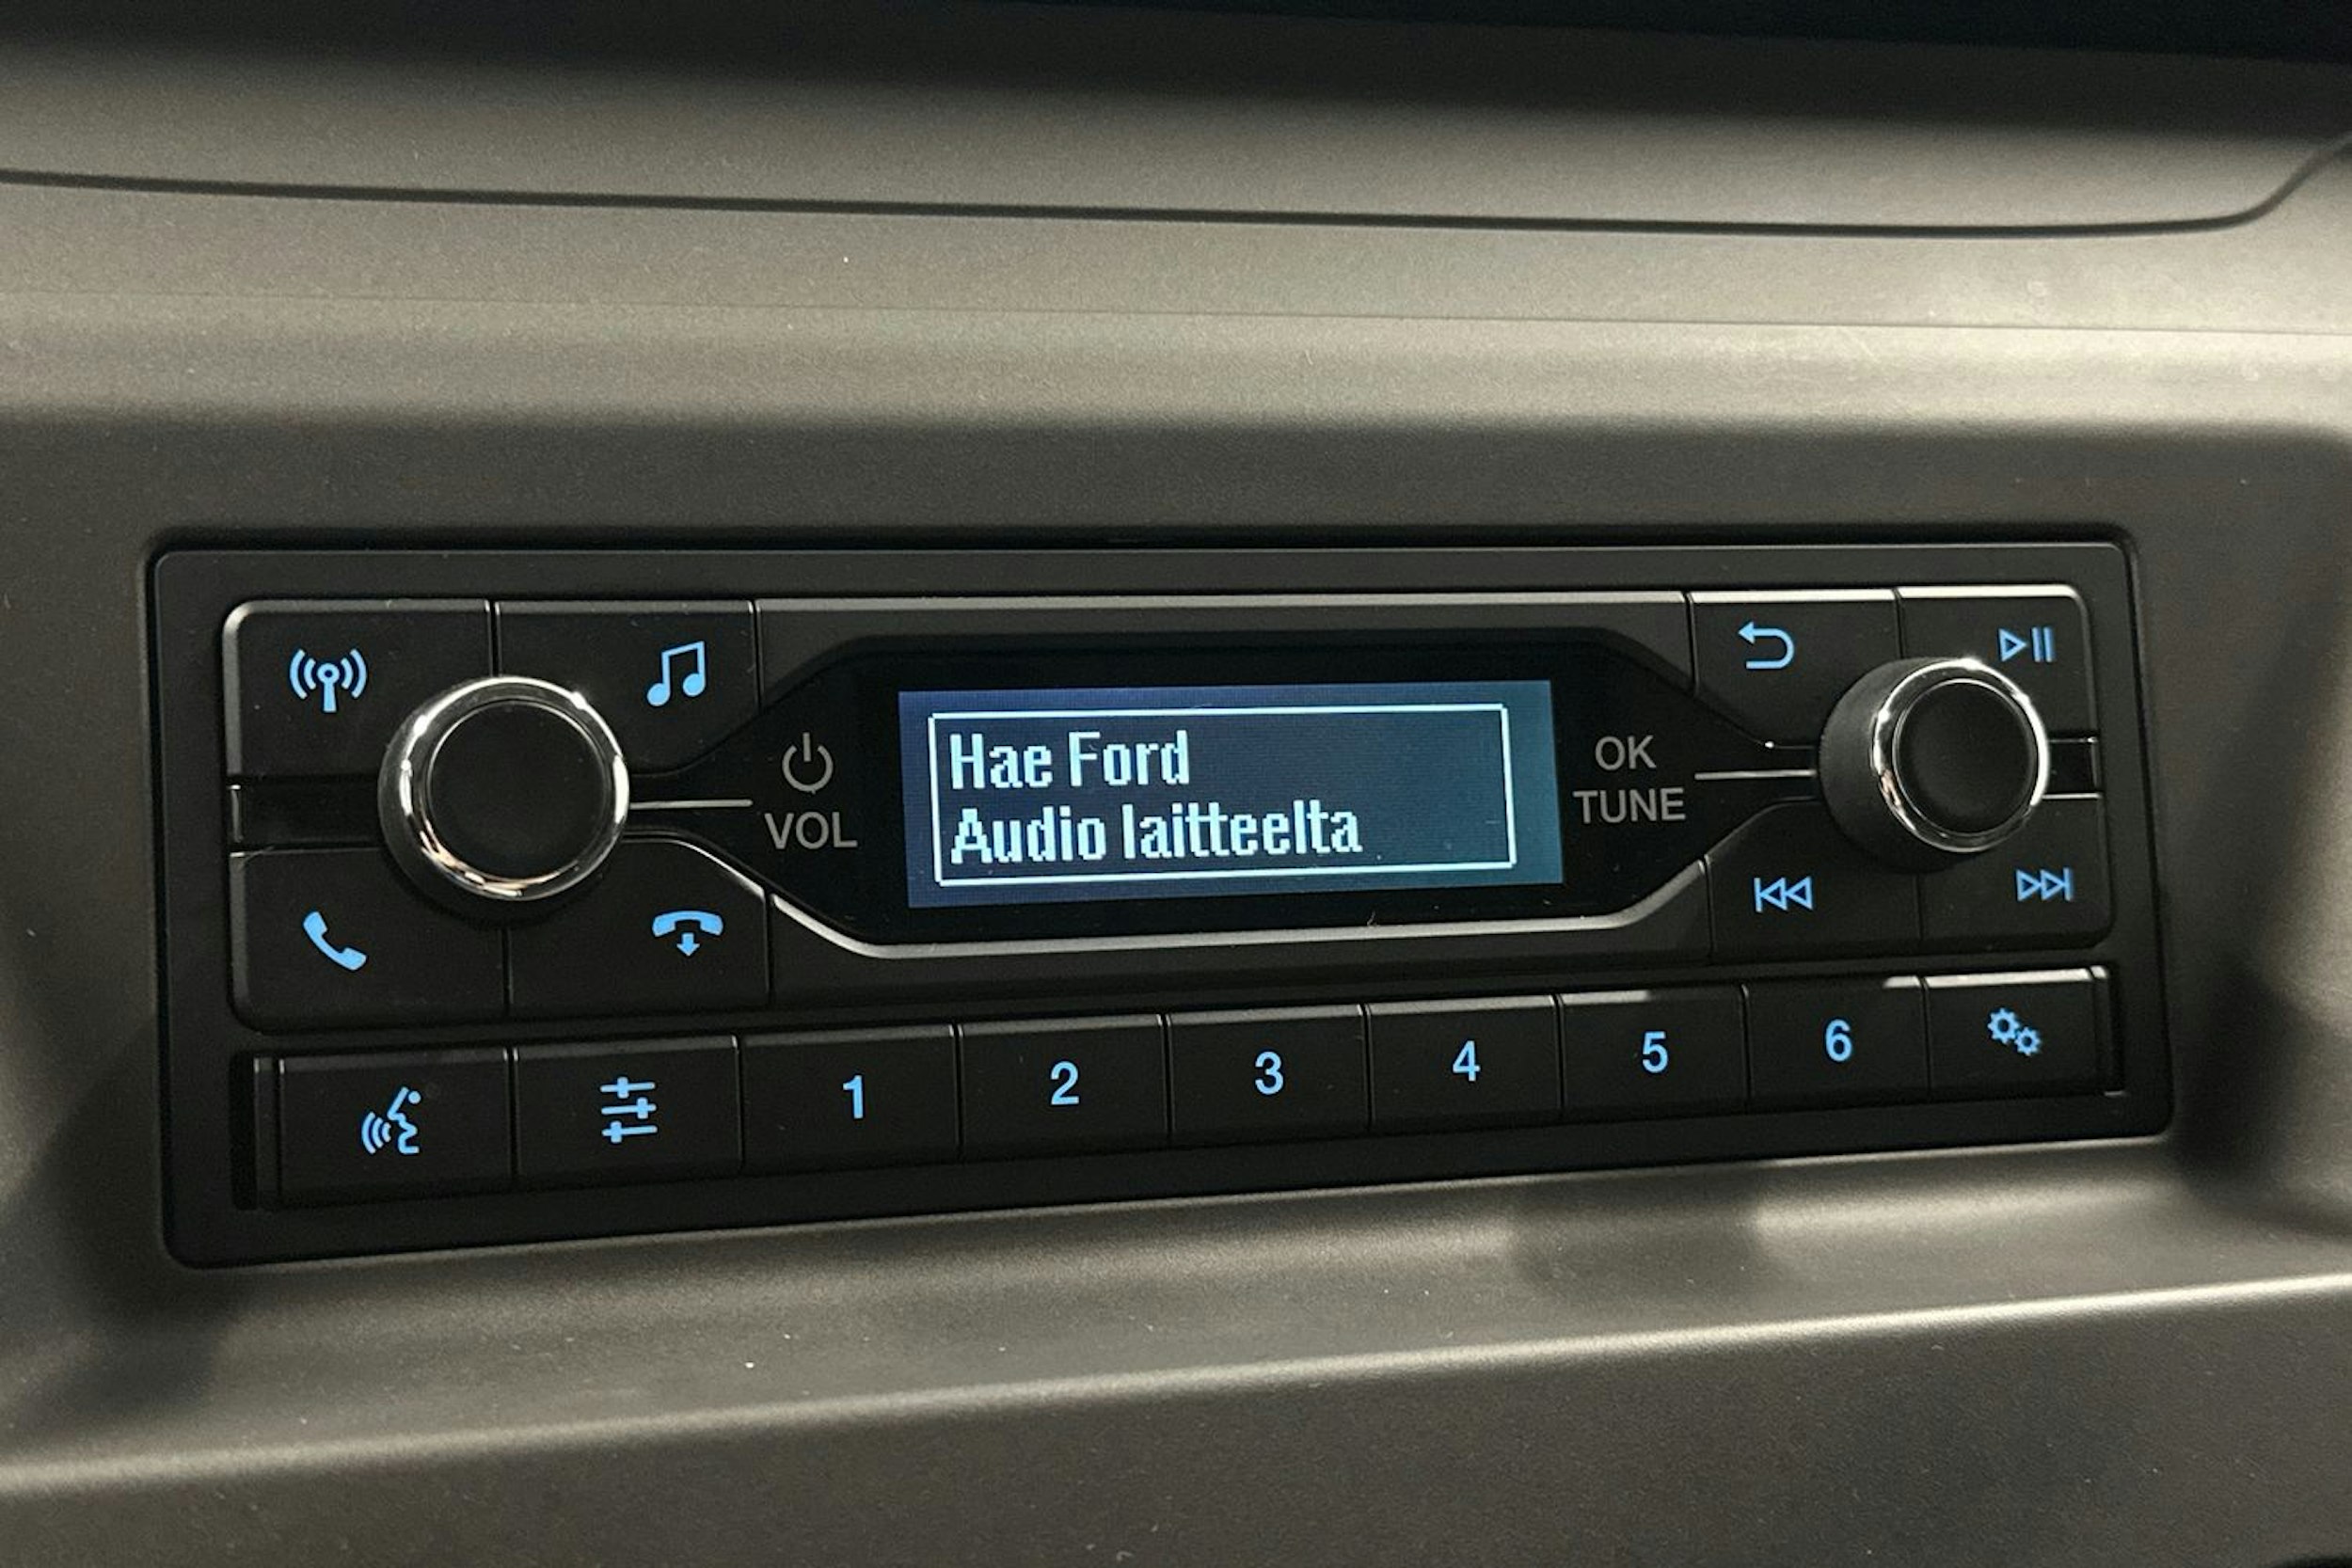 Hae Ford
Audio laitteelta
VOL
OK
TUNE
1 2 3 4 5 6